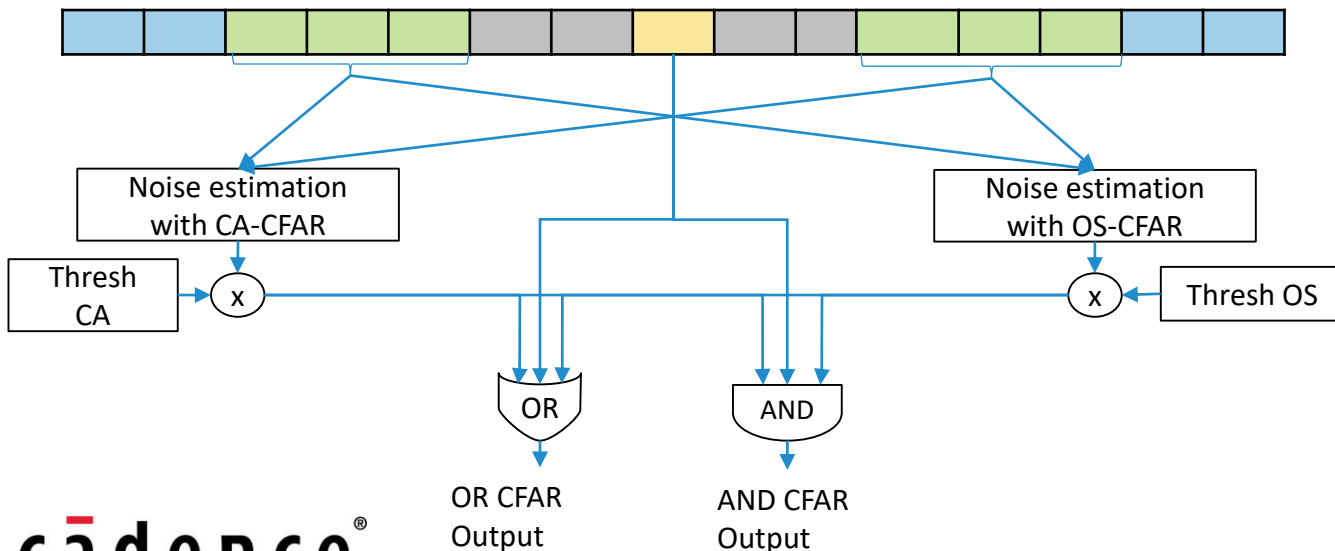 Noise estimation
with CA-CFAR
Noise estimation
with OS-CFAR
Thresh
CA
x
x
Thresh OS
OR
AND
OR CFAR
Output
AND CFAR
Output
cādence®